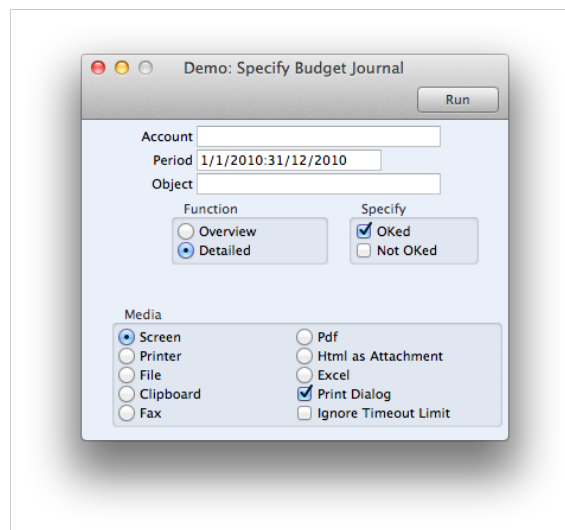 Demo: Specify Budget Journal
Run
Account
Period 1/1/2010:31/12/2010
Object
Function Specify
Overview OKed
Detailed Not OKed
Media
Screen Pdf
Printer Html as Attachment
File Excel
Clipboard Print Dialog
Fax Ignore Timeout Limit